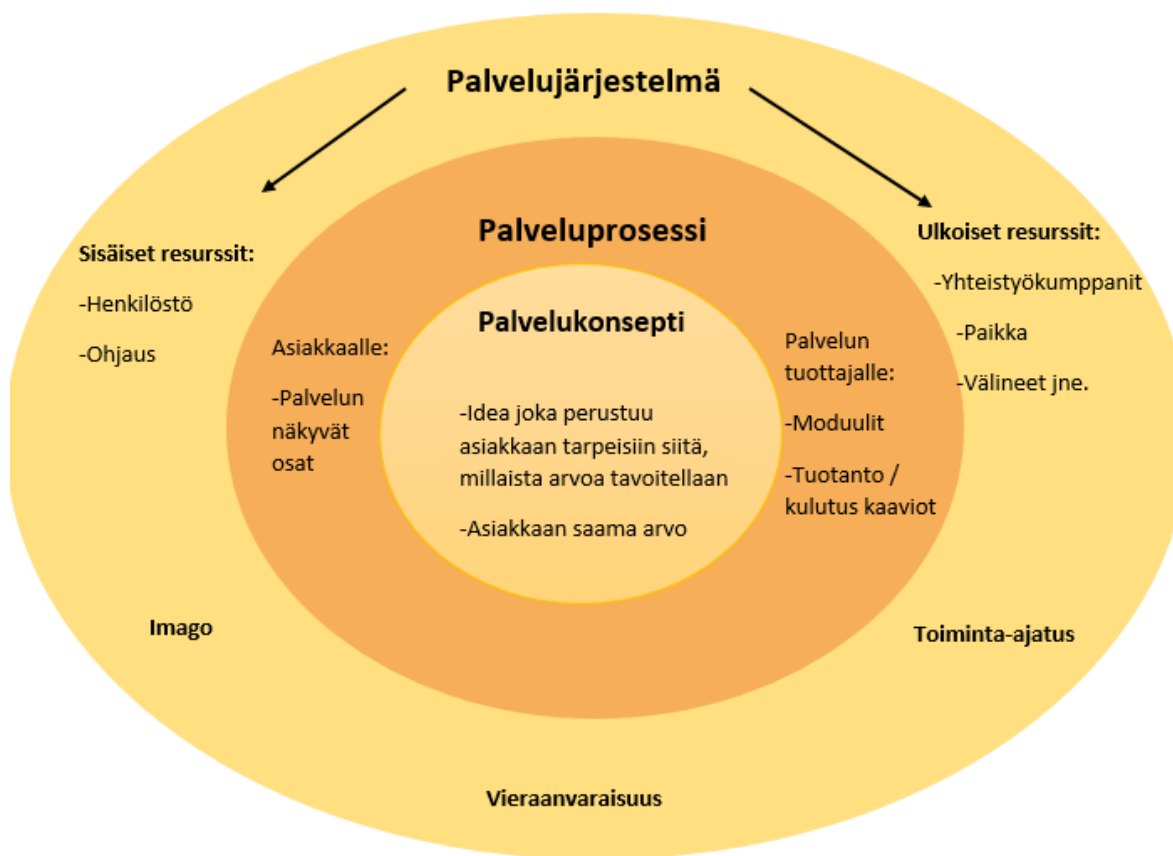 Palvelujärjestelmä
Sisäiset resurssit:
-Henkilöstö
-Ohjaus
Ulkoiset resurssit:
-Yhteistyökumppanit
-Paikka
-Välineet jne.
Palveluprosessi
Asiakkaalle:
-Palvelun
näkyvät
osat
Palvelun
tuottajalle:
-Moduulit
-Tuotanto /
kulutus kaaviot
Palvelukonsepti
-Idea joka perustuu
asiakkaan tarpeisiin siitä,
millaista arvoa tavoitellaan
-Asiakkaan saama arvo
Imago
Toiminta-ajatus
Vieraanvaraisuus